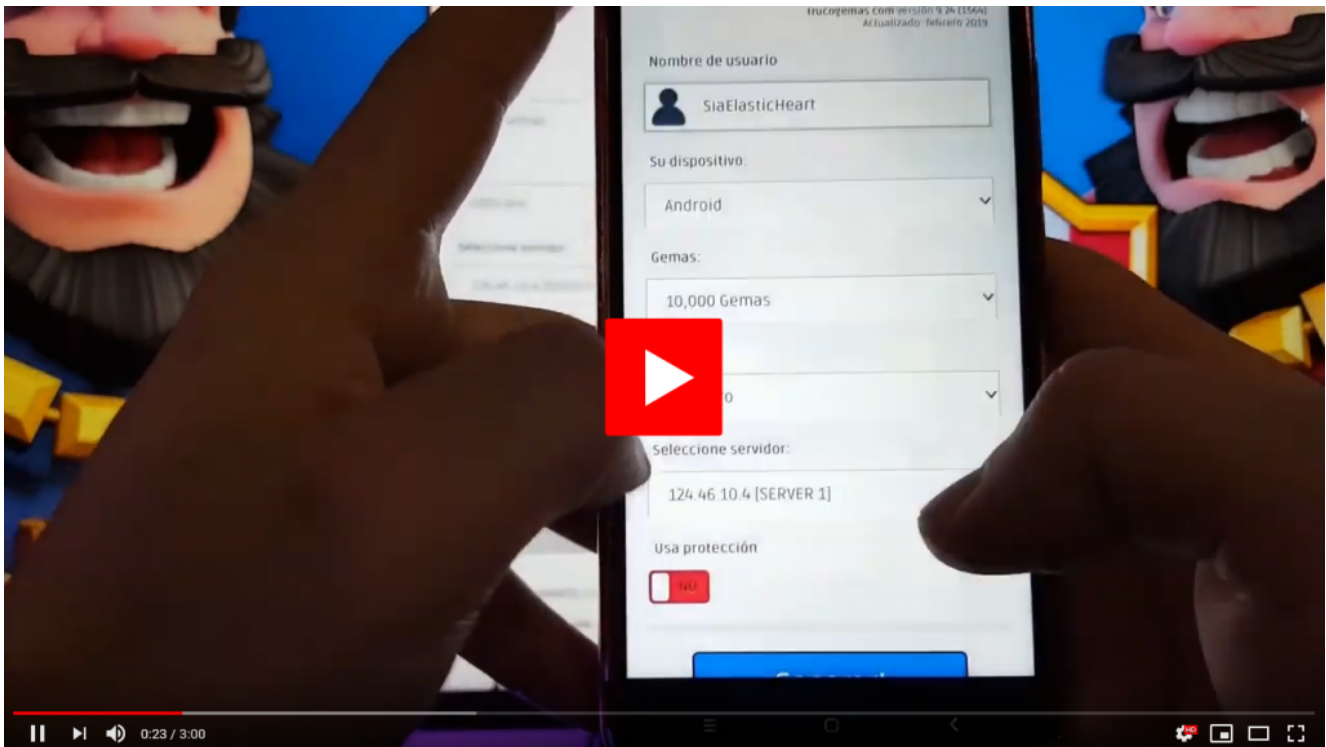 trucogemas.com versión 9.24 (1564)
Actualizado: febrero 2019
Nombre de usuario
SiaElasticHeart
Su dispositivo:
Android
Gemas:
10,000 Gemas
Seleccione servidor:
124.46.10.4 [SERVER 1]
Usa protección
NO
0:23 / 3:00
HD